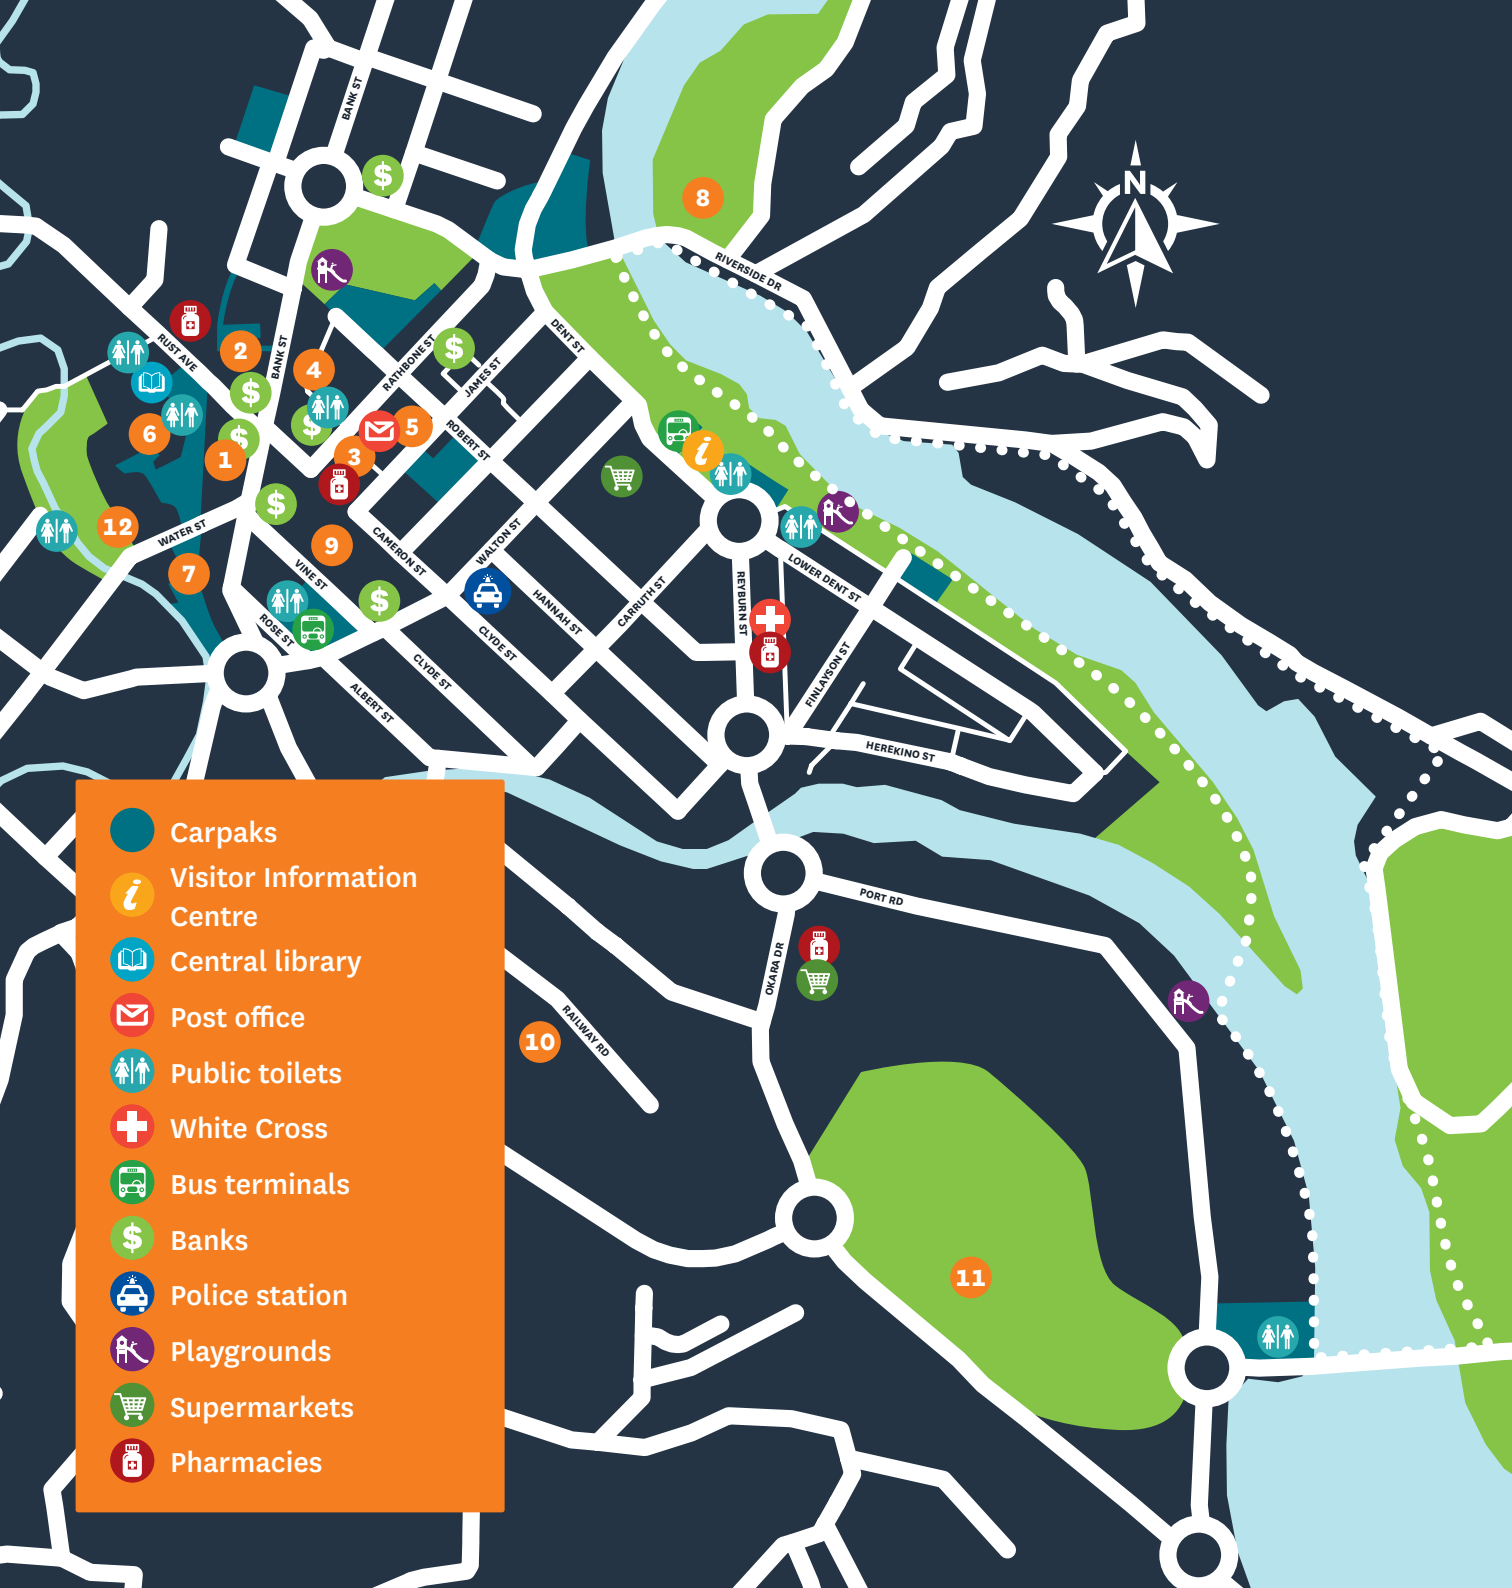 BANK ST
$
8
N
RIVERSIDE DR
RUST AVE
2
BANK ST
4
RATHBONE ST
$
JAMES ST
DENT ST
$
$
5
6
$
1
3
ROBERT ST
i
$
12
WATER ST
9
CAMERON ST
WALTON ST
7
VINE ST
$
LOWER DENT ST
HANNAH ST
CARRUTH ST
REYBURN ST
ROSE ST
CLYDE ST
CLYDE ST
FINLAYSON ST
ALBERT ST
HEREKINO ST
PORT RD
OKARA DR
RAILWAY RD
10
11
Carpaks
i
Visitor Information
Centre
Central library
Post office
Public toilets
White Cross
Bus terminals
$
Banks
Police station
Playgrounds
Supermarkets
Pharmacies